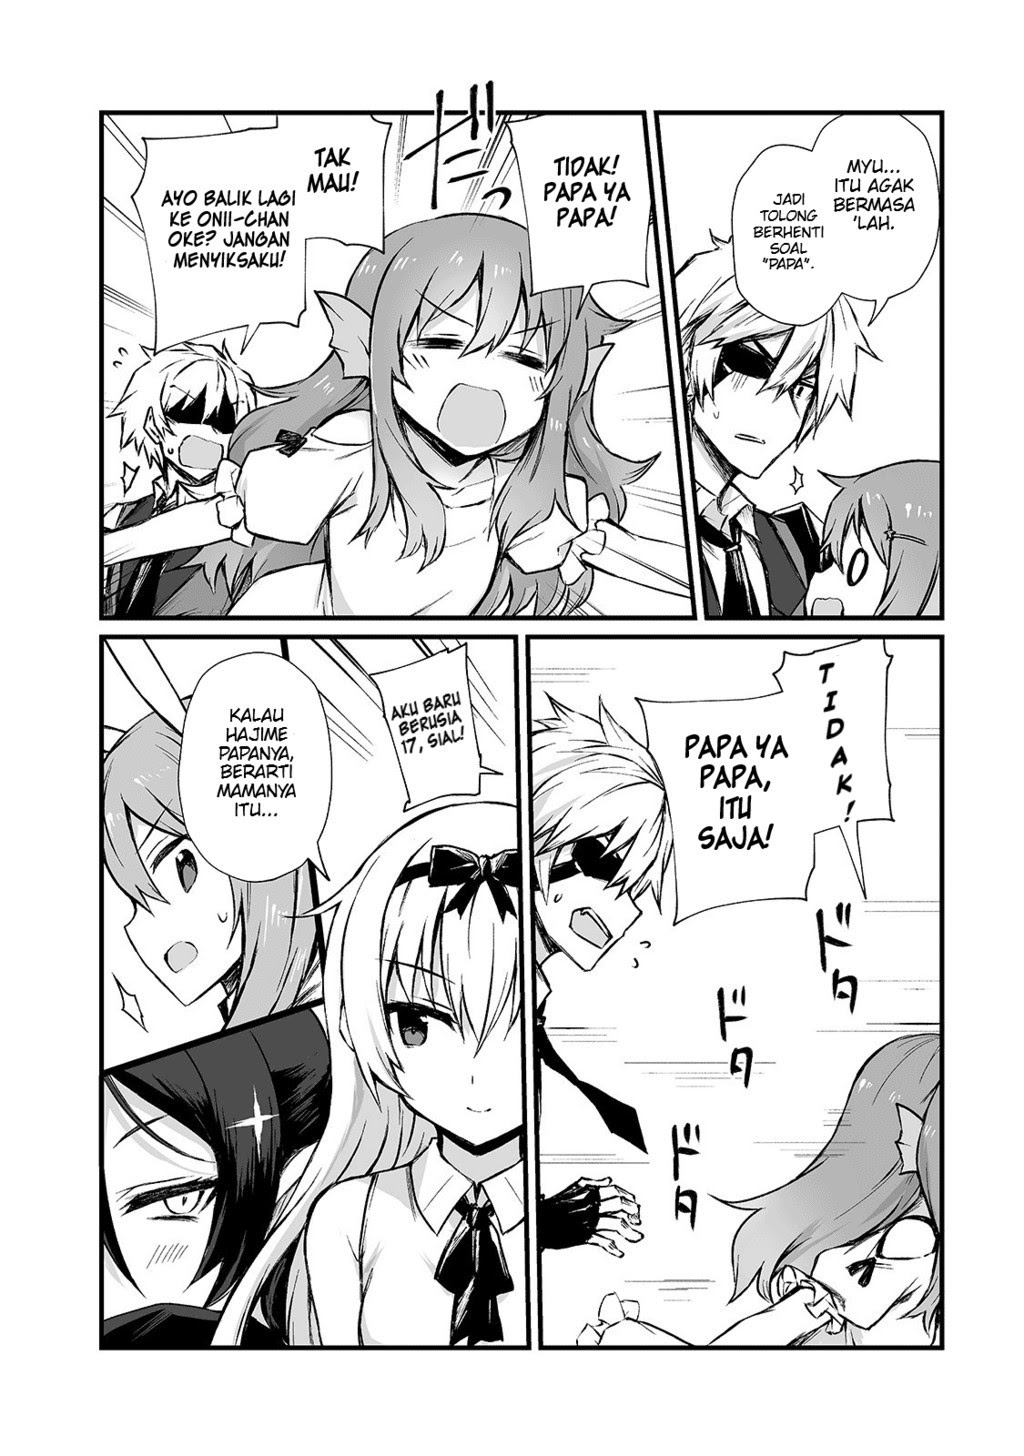 MYU...
ITU AGAK
BERMASA
'LAH.
JADI
TOLONG
BERHENTI
SOAL
"PAPA".
TIDAK!
PAPA YA
PAPA!
TAK
MAU!
AYO BALIK LAGI
KE ONII-CHAN
OKE? JANGAN
MENYIKSAKU!
TIDAK!
PAPA YA
PAPA,
ITU
SAJA!
ドタ
ドタ
ドタ
AKU BARU
BERUSIA
17, SIAL!
KALAU
HAJIME
PAPANYA,
BERARTI
MAMANYA
ITU...